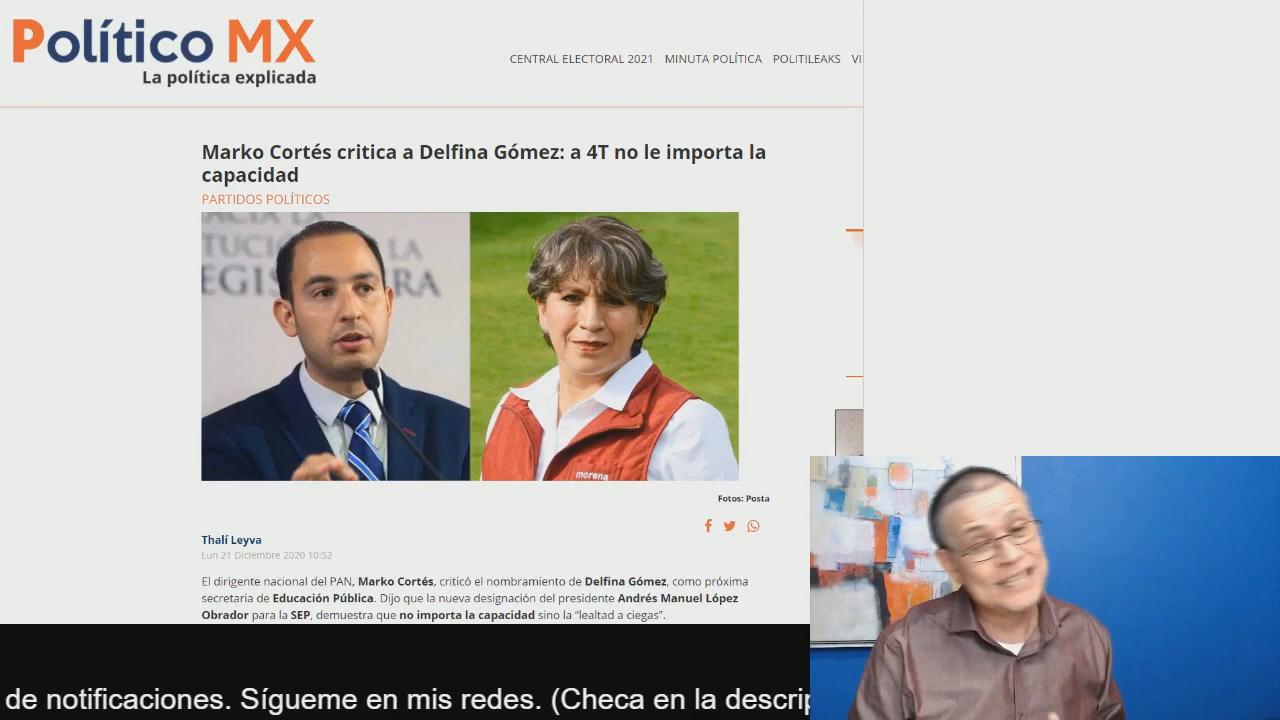 Político MX
La política explicada
CENTRAL ELECTORAL 2021 MINUTA POLÍTICA POLITILEAKS VI
Marko Cortés critica a Delfina Gómez: a 4T no le importa la
capacidad
PARTIDOS POLÍTICOS
LA
morena
Fotos: Posta
Thalí Leyva
Lun 21 Diciembre 2020 10:52
El dirigente nacional del PAN, Marko Cortés, criticó el nombramiento de Delfina Gómez, como próxima
secretaria de Educación Pública. Dijo que la nueva designación del presidente Andrés Manuel López
Obrador para la SEP, demuestra que no importa la capacidad sino la "lealtad a ciegas".
de notificaciones. Sígueme en mis redes. (Checa en la descrip